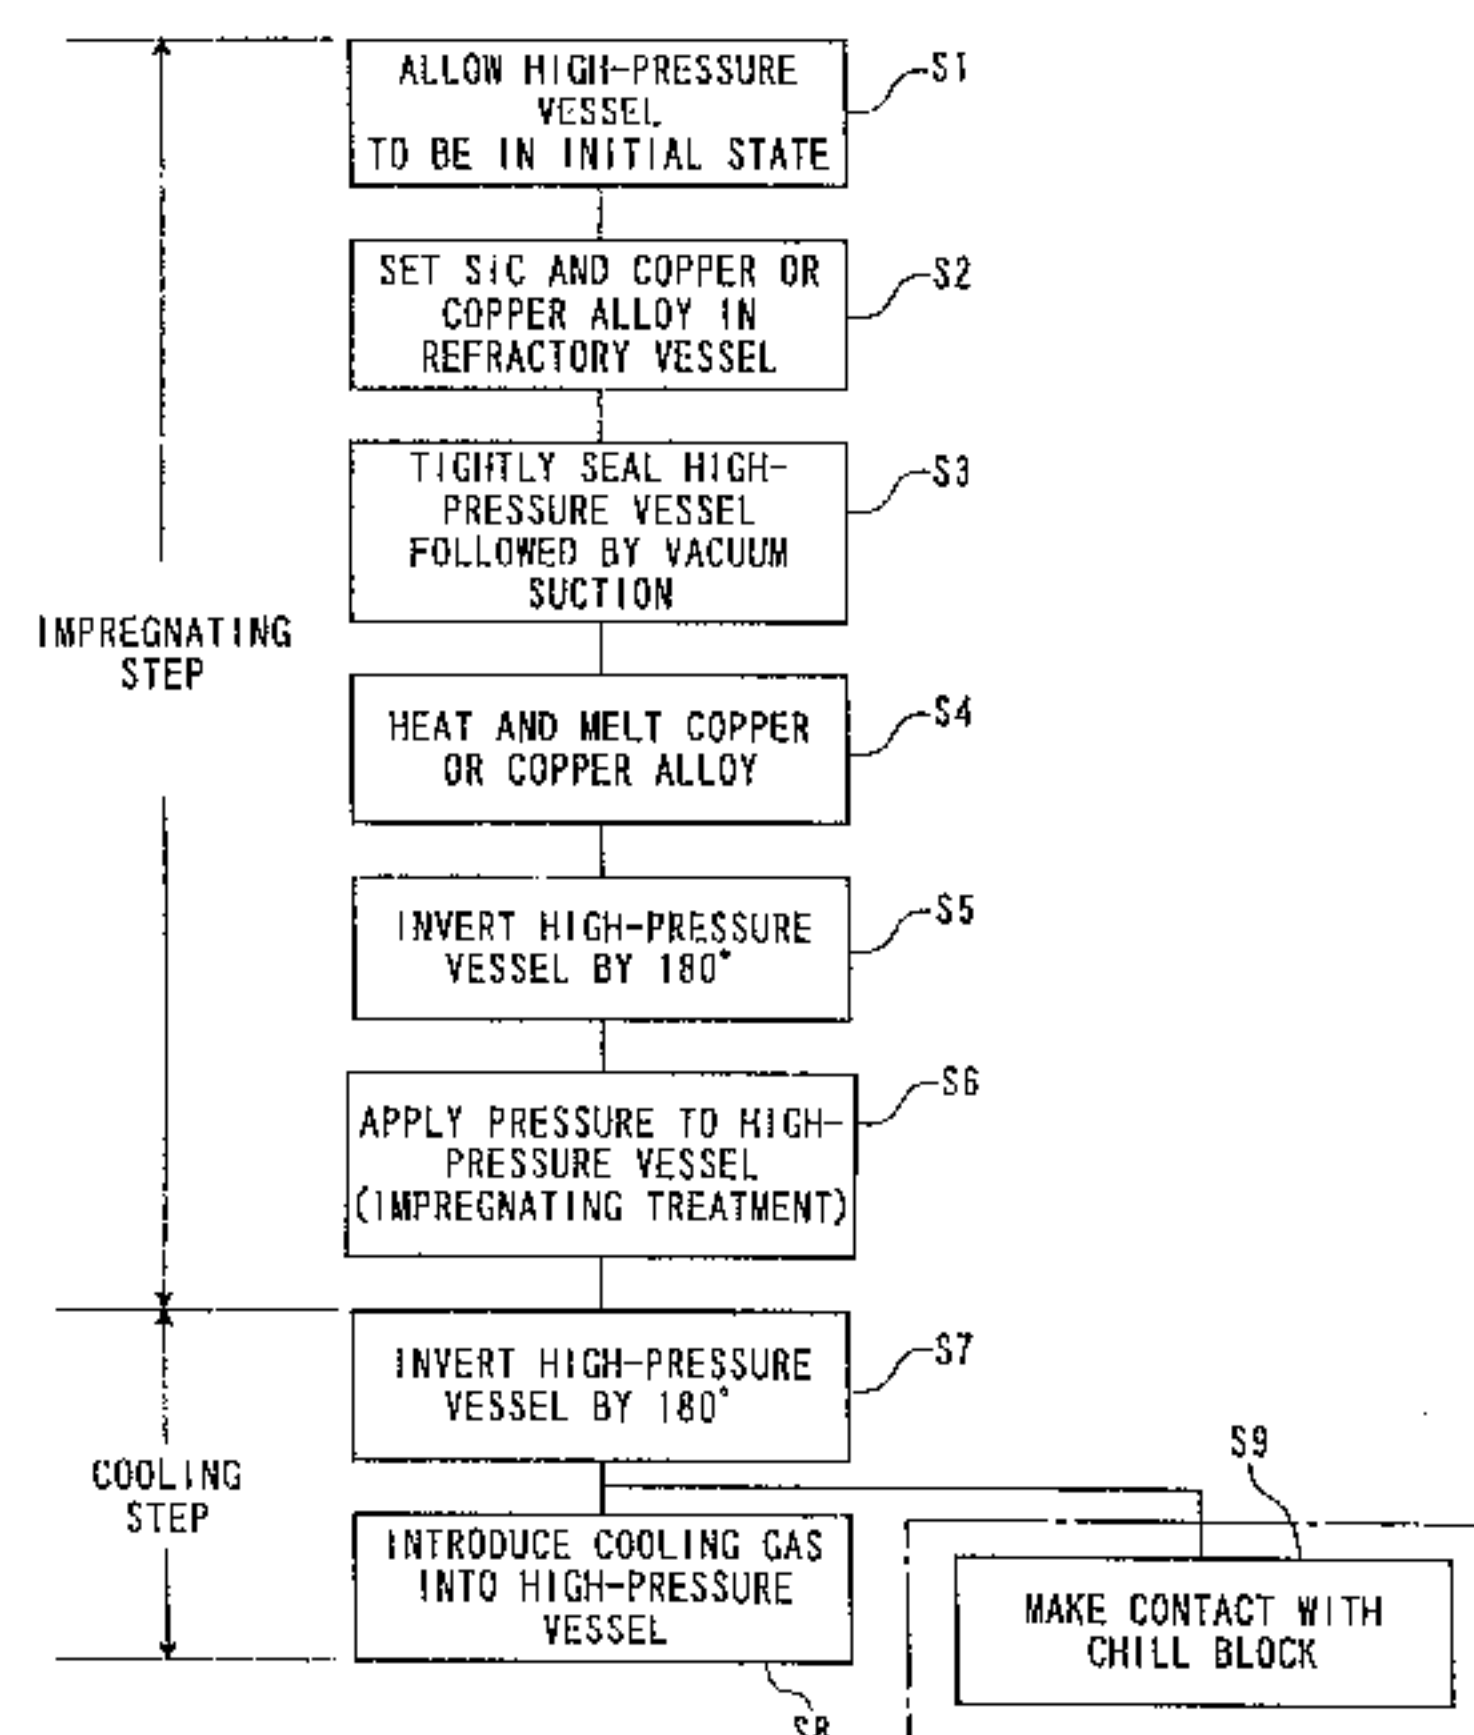 ALLOW HIGH-PRESSURE
VESSEL
TO BE IN INITIAL STATE
S1
SET SiC AND COPPER OR
COPPER ALLOY IN
REFRACTORY VESSEL
S2
TIGHTLY SEAL HIGH-
PRESSURE VESSEL
FOLLOWED BY VACUUM
SUCTION
S3
IMPREGNATING
STEP
HEAT AND MELT COPPER
OR COPPER ALLOY
S4
INVERT HIGH-PRESSURE
VESSEL BY 180°
S5
APPLY PRESSURE TO HIGH-
PRESSURE VESSEL
(IMPREGNATING TREATMENT)
S6
INVERT HIGH-PRESSURE
VESSEL BY 180°
S7
COOLING
STEP
INTRODUCE COOLING GAS
INTO HIGH-PRESSURE
VESSEL
S8
S9
MAKE CONTACT WITH
CHILL BLOCK